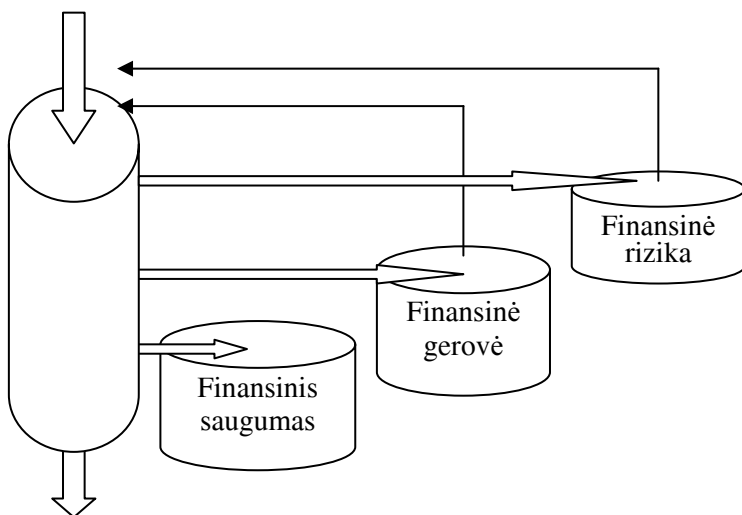 Finansinė
rizika
Finansinė
gerovė
Finansinis
saugumas